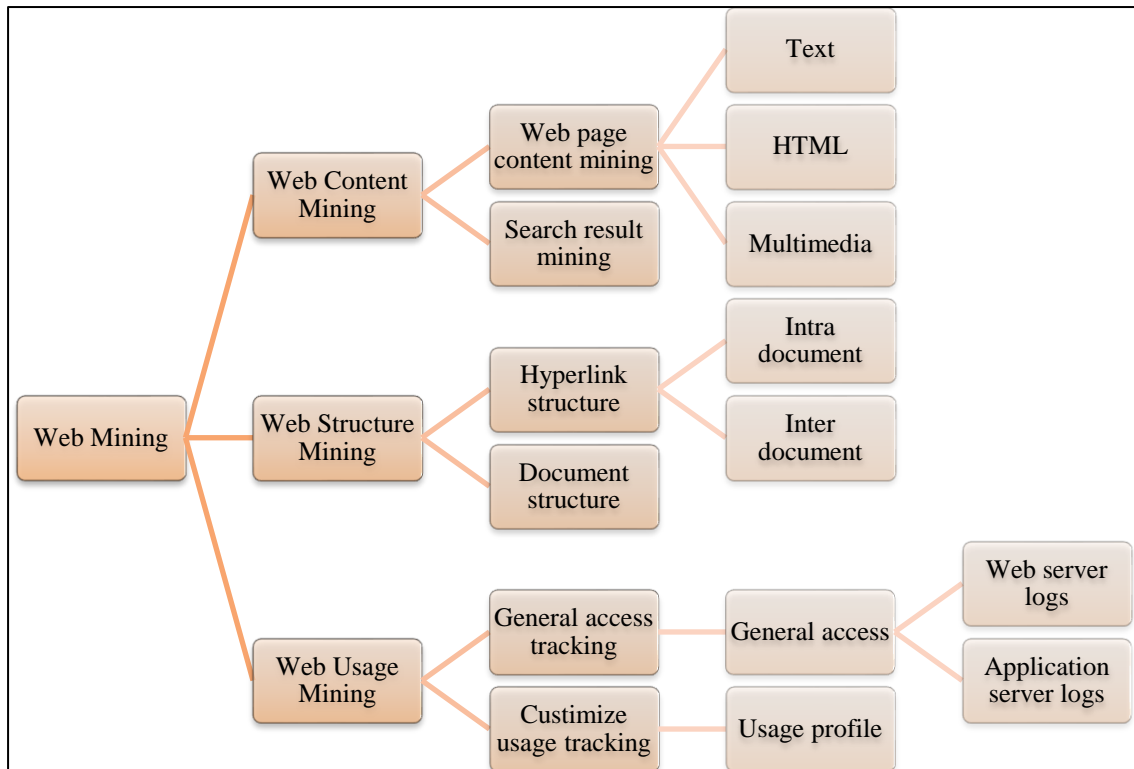 Web Mining
Web Content
Mining
Web page
content mining
Text
HTML
Multimedia
Search result
mining
Web Structure
Mining
Hyperlink
structure
Intra
document
Inter
document
Document
structure
Web Usage
Mining
General access
tracking
General access
Web server
logs
Application
server logs
Custimize
usage tracking
Usage profile